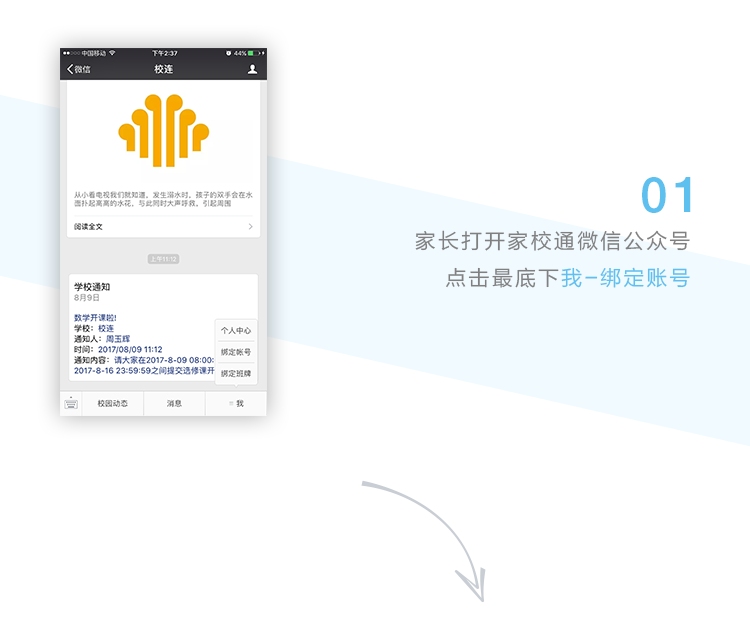 中国移动
下午2:37
44%
微信
校连
从小看电视我们就知道，发生溺水时，孩子的双手会在水
面扑起高高的水花，与此同时大声呼救，引起周围
阅读全文
上午11:12
学校通知
8月9日
数学开课啦!
学校：校连
通知人：周玉辉
时间：2017/08/09 11:12
通知内容：请大家在2017-8-09 08:00:
2017-8-16 23:59:59之间提交选修课开
个人中心
绑定帐号
绑定班牌
校园动态
消息
我
01
家长打开家校通微信公众号
点击最底下我-绑定账号